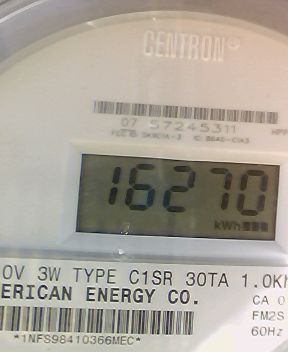 CENTRON®
07 57245311
16270
kWh
0V 3W TYPE C1SR 30TA 1.0Kh
ERICAN ENERGY CO. CA 0
FM2S
60Hz
*1NFS98410366MEC*